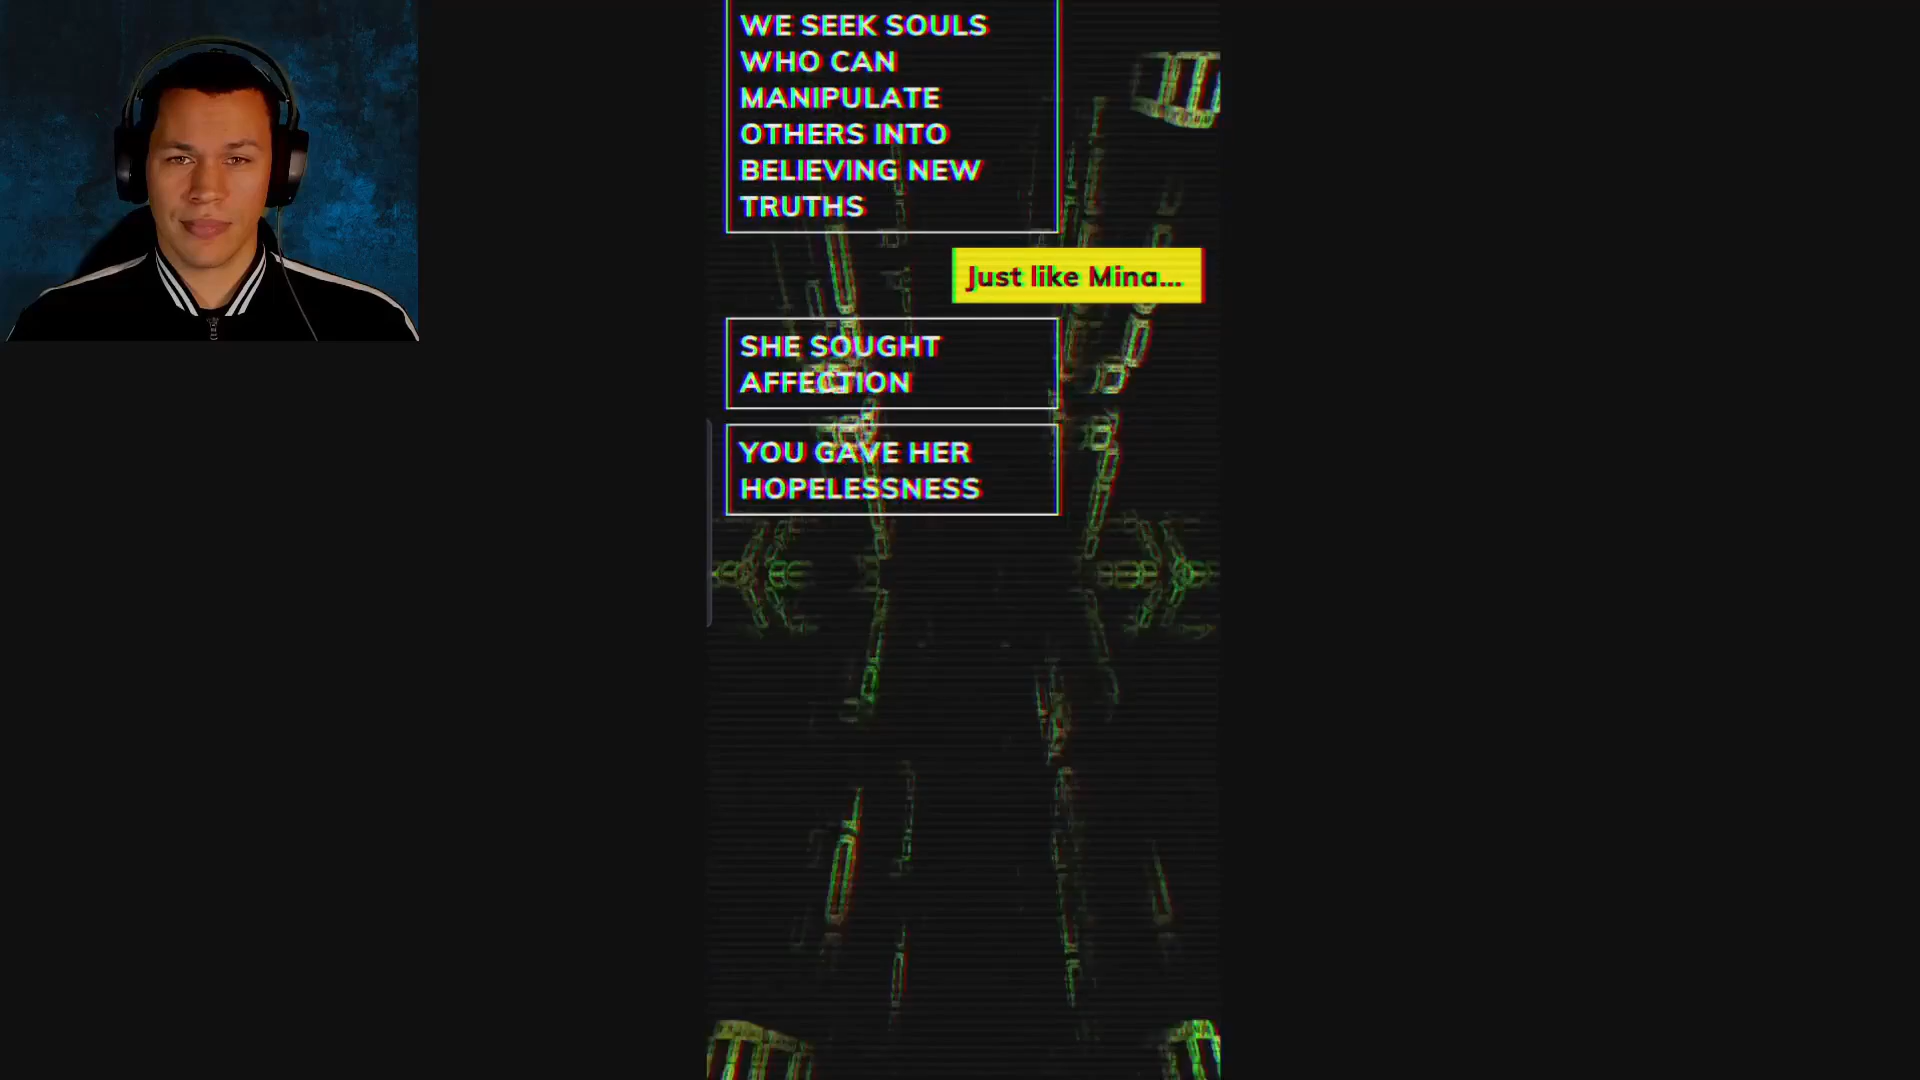 WE SEEK SOULS
WHO CAN
MANIPULATE
OTHERS INTO
BELIEVING NEW
TRUTHS
Just like Mina...
SHE SOUGHT
AFFECTION
YOU GAVE HER
HOPELESSNESS